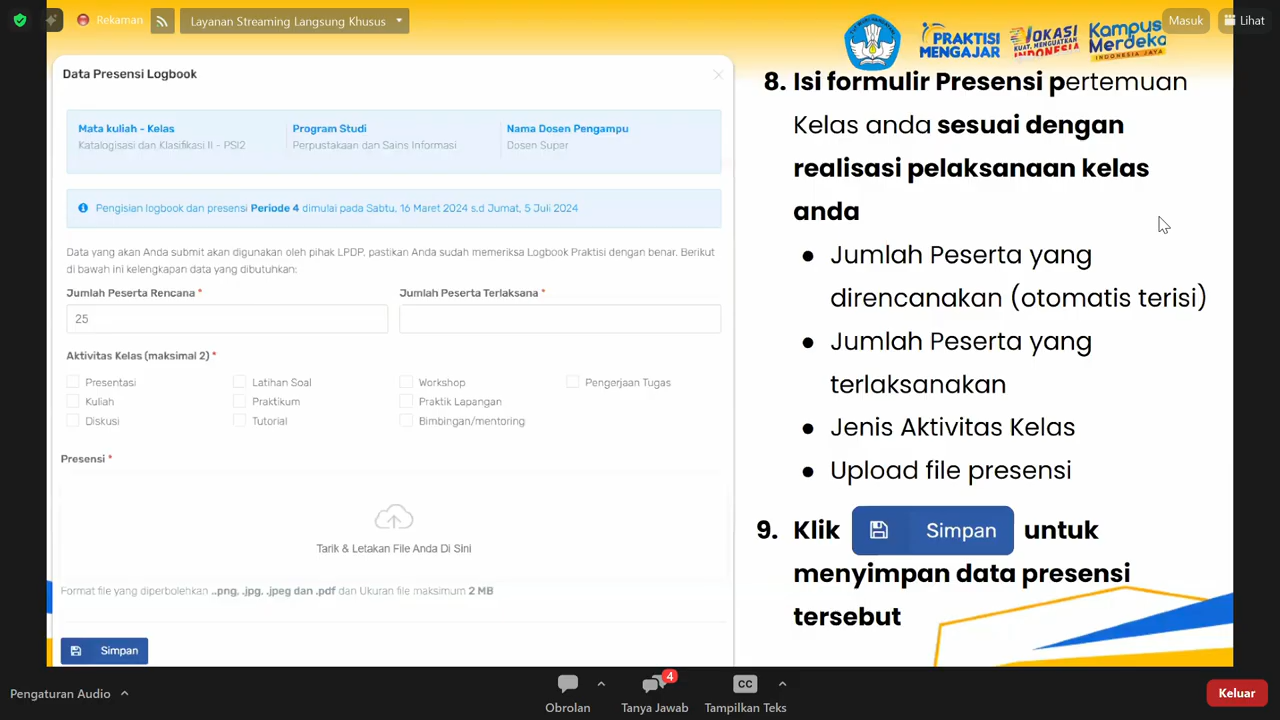 Rekaman
Layanan Streaming Langsung Khusus
Masuk
Lihat
PRAKTISI
MENGAJAR
VOKASI
KUAT, MENGUATKAN
INDONESIA
Kampus
Merdeka
INDONESIA JAYA
Data Presensi Logbook
Mata kuliah - Kelas
Katalogisasi dan Klasifikasi II - PSI2
Program Studi
Perpustakaan dan Sains Informasi
Nama Dosen Pengampu
Dosen Super
Pengisian logbook dan presensi Periode 4 dimulai pada Sabtu, 16 Maret 2024 s.d Jumat, 5 Juli 2024
Data yang akan Anda submit akan digunakan oleh pihak LPDP, pastikan Anda sudah memeriksa Logbook Praktisi dengan benar. Berikut
di bawah ini kelengkapan data yang dibutuhkan:
Jumlah Peserta Rencana *
Jumlah Peserta Terlaksana *
25
Aktivitas Kelas (maksimal 2) *
Presentasi
Latihan Soal
Workshop
Pengerjaan Tugas
Kuliah
Praktikum
Praktik Lapangan
Diskusi
Tutorial
Bimbingan/mentoring
Presensi *
Tarik & Letakan File Anda Di Sini
Format file yang diperbolehkan ..png, .jpg, .jpeg dan .pdf dan Ukuran file maksimum 2 MB
Simpan
8. Isi formulir Presensi pertemuan
Kelas anda sesuai dengan
realisasi pelaksanaan kelas
anda
● Jumlah Peserta yang
direncanakan (otomatis terisi)
● Jumlah Peserta yang
terlaksanakan
● Jenis Aktivitas Kelas
● Upload file presensi
9. Klik Simpan untuk
menyimpan data presensi
tersebut
Pengaturan Audio
Obrolan
4
Tanya Jawab
CC
Tampilkan Teks
Keluar